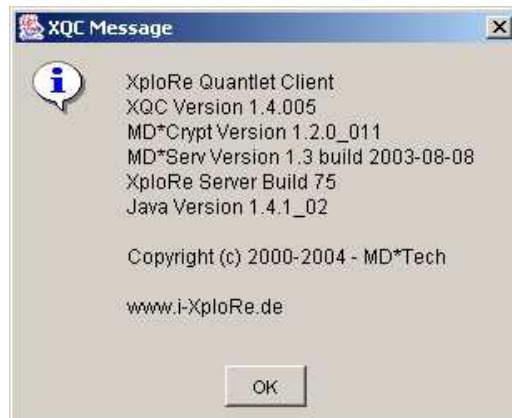 XQC Message
XploRe Quantlet Client
XQC Version 1.4.005
MD*Crypt Version 1.2.0_011
MD*Serv Version 1.3 build 2003-08-08
XploRe Server Build 75
Java Version 1.4.1_02
Copyright (c) 2000-2004 - MD*Tech
www.i-XploRe.de
OK